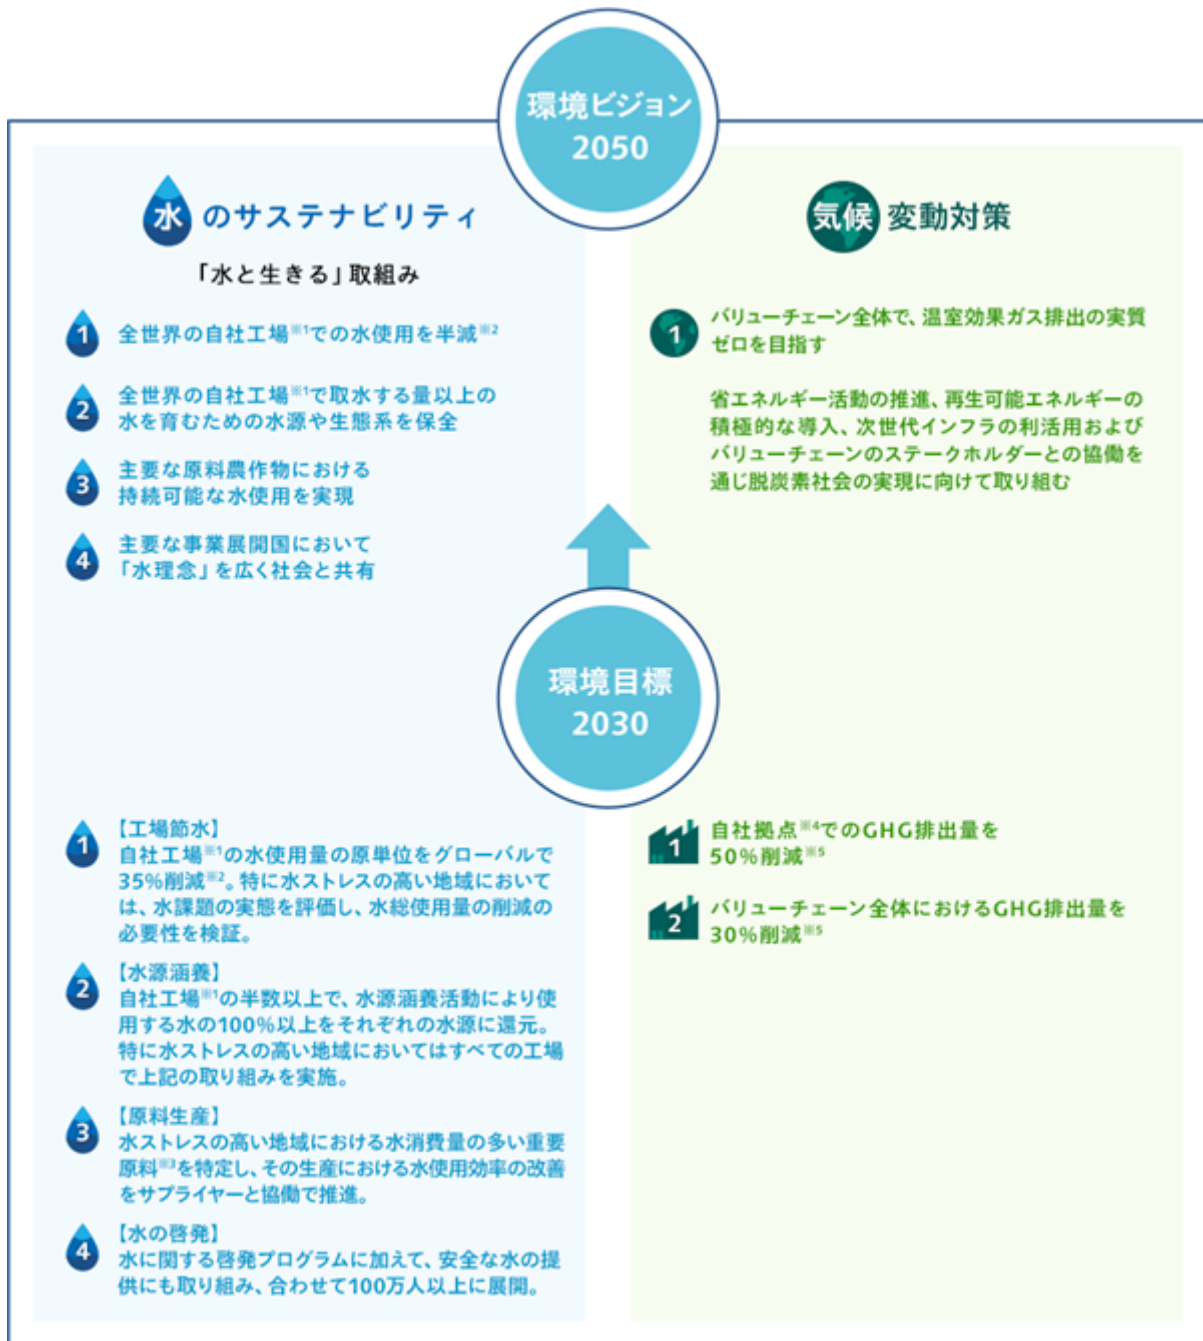 環境ビジョン
2050
水のサステナビリティ
「水と生きる」取組み
1 全世界の自社工場※1での水使用を半減※2
2 全世界の自社工場※1で取水する量以上の
水を育むための水源や生態系を保全
3 主要な原料農作物における
持続可能な水使用を実現
4 主要な事業展開国において
「水理念」を広く社会と共有
気候変動対策
1 バリューチェーン全体で、温室効果ガス排出の実質
ゼロを目指す
省エネルギー活動の推進、再生可能エネルギーの
積極的な導入、次世代インフラの利活用および
バリューチェーンのステークホルダーとの協働を
通じ脱炭素社会の実現に向けて取り組む
環境目標
2030
1 【工場節水】
自社工場※1の水使用量の原単位をグローバルで
35%削減※2。特に水ストレスの高い地域において
は、水課題の実態を評価し、水総使用量の削減の
必要性を検証。
2 【水源涵養】
自社工場※1の半数以上で、水源涵養活動により使
用する水の100%以上をそれぞれの水源に還元。
特に水ストレスの高い地域においてはすべての工場
で上記の取り組みを実施。
3 【原料生産】
水ストレスの高い地域における水消費量の多い重要
原料※3を特定し、その生産における水使用効率の改善
をサプライヤーと協働で推進。
4 【水の啓発】
水に関する啓発プログラムに加えて、安全な水の提
供にも取り組み、合わせて100万人以上に展開。
1 自社拠点※4でのGHG排出量を
50%削減※5
2 バリューチェーン全体におけるGHG排出量を
30%削減※5